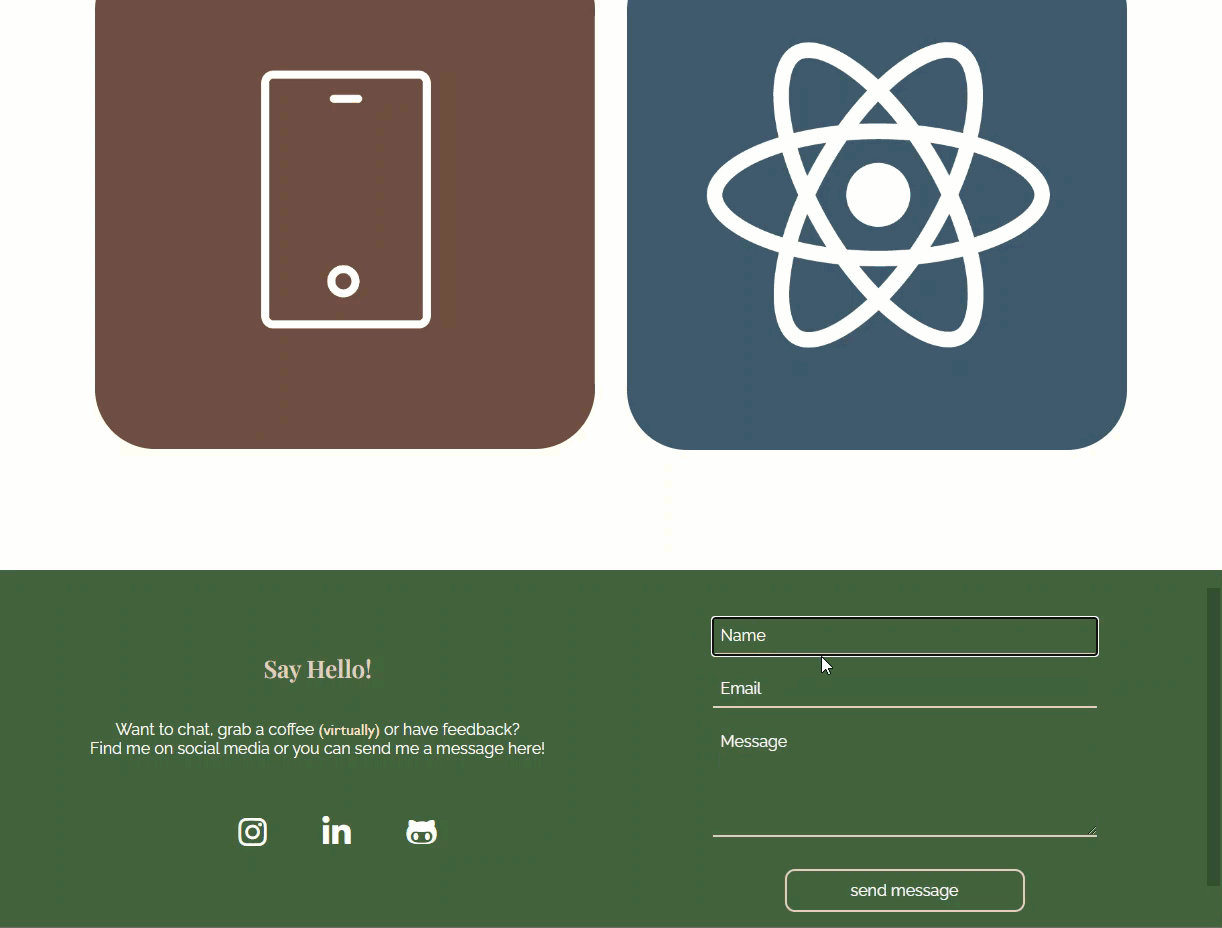 Say Hello!
Want to chat, grab a coffee (virtually) or have feedback?
Find me on social media or you can send me a message here!
in
Name
Email
Message
send message